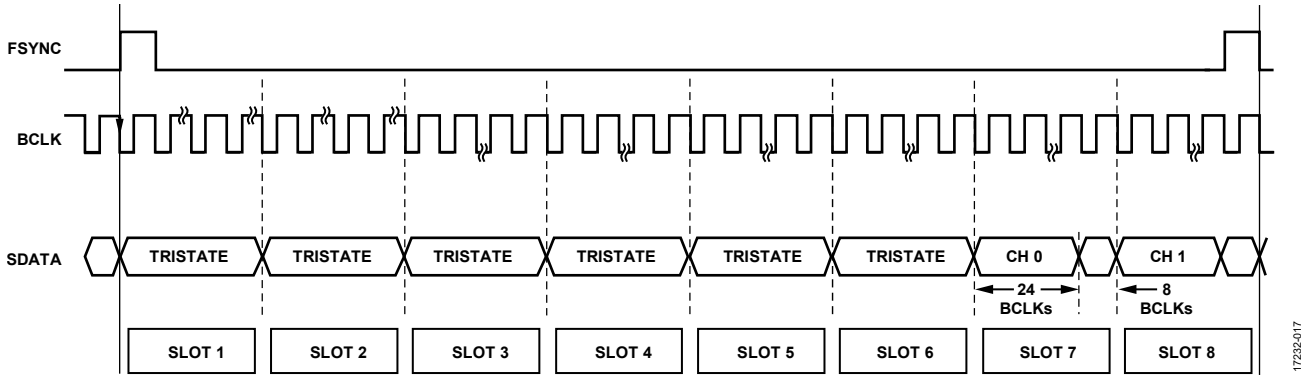 FSYNC
BCLK
SDATA
TRISTATE TRISTATE TRISTATE TRISTATE TRISTATE TRISTATE CH 0 CH 1
24 BCLKs
8 BCLKs
SLOT 1 SLOT 2 SLOT 3 SLOT 4 SLOT 5 SLOT 6 SLOT 7 SLOT 8
17232-017